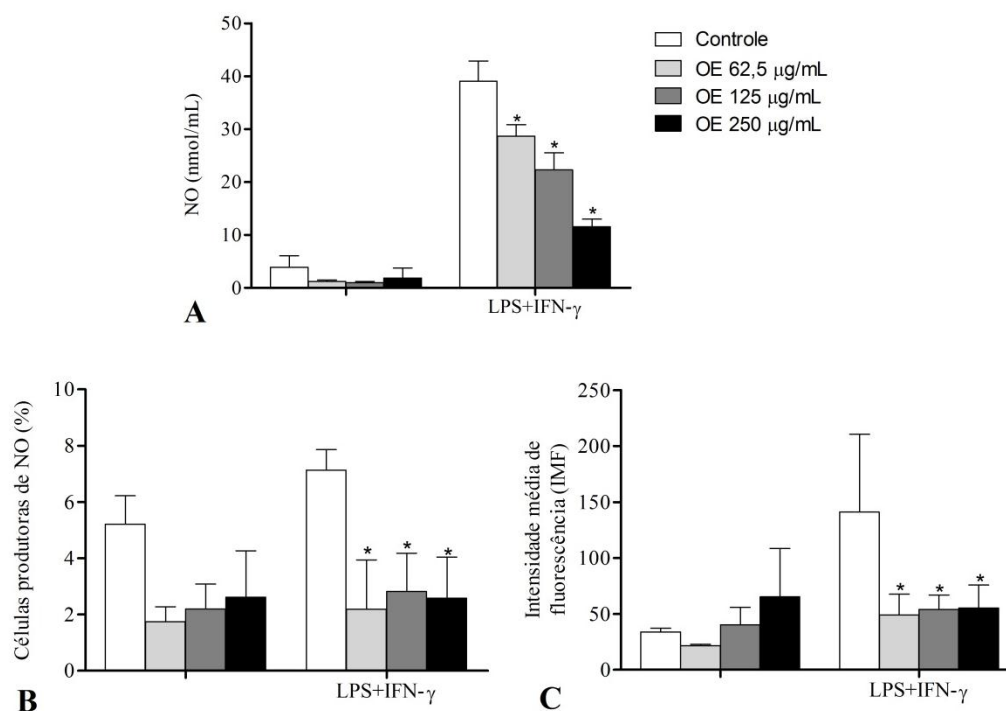 50
40
30
20
10
0
NO (nmol/mL)
* * *
LPS+IFN-γ
A
Controle
OE 62,5 µg/mL
OE 125 µg/mL
OE 250 µg/mL
10
8
6
4
2
0
Células produtoras de NO (%)
* * *
LPS+IFN-γ
B
250
200
150
100
50
0
Intensidade média de
fluorescência (IMF)
* * *
LPS+IFN-γ
C